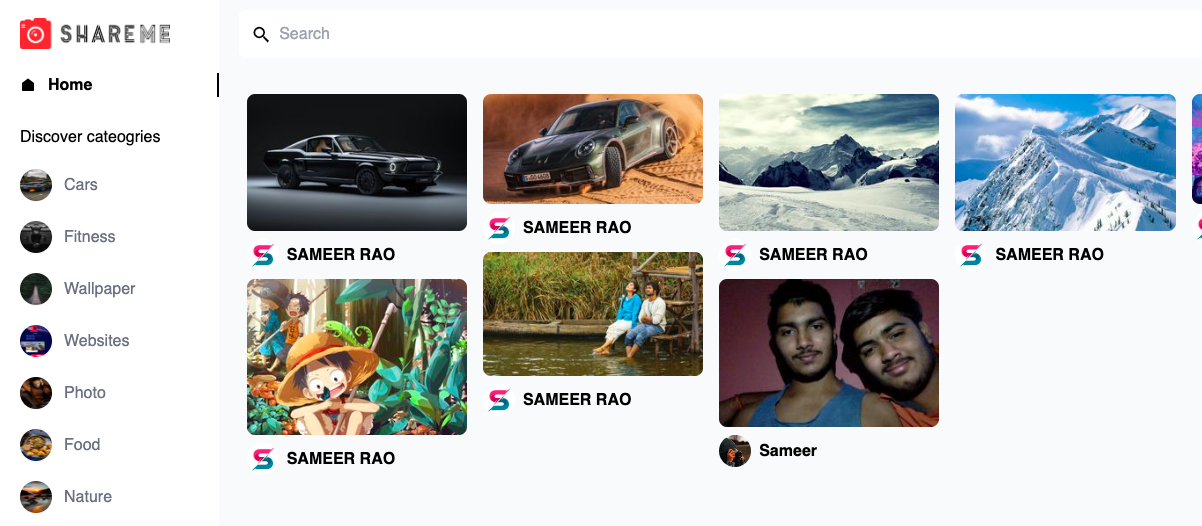 SHAREME
Search
Home
Discover cateogries
Cars
Fitness
Wallpaper
Websites
Photo
Food
Nature
SAMEER RAO
SAMEER RAO
SAMEER RAO
SAMEER RAO
SAMEER RAO
SAMEER RAO
Sameer